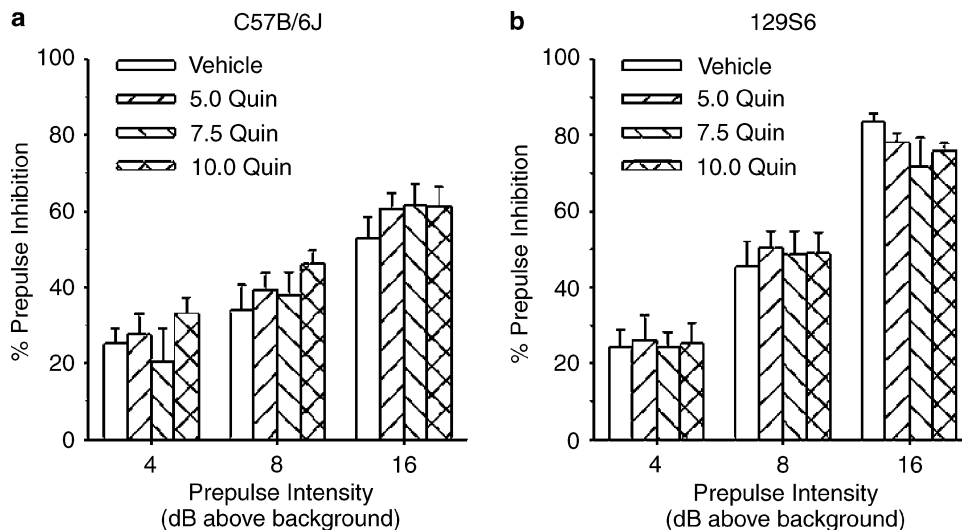 a
C57B/6J
% Prepulse Inhibition
100
80
60
40
20
0
Vehicle
5.0 Quin
7.5 Quin
10.0 Quin
4
8
16
Prepulse Intensity
(dB above background)
b
129S6
% Prepulse Inhibition
100
80
60
40
20
0
Vehicle
5.0 Quin
7.5 Quin
10.0 Quin
4
8
16
Prepulse Intensity
(dB above background)